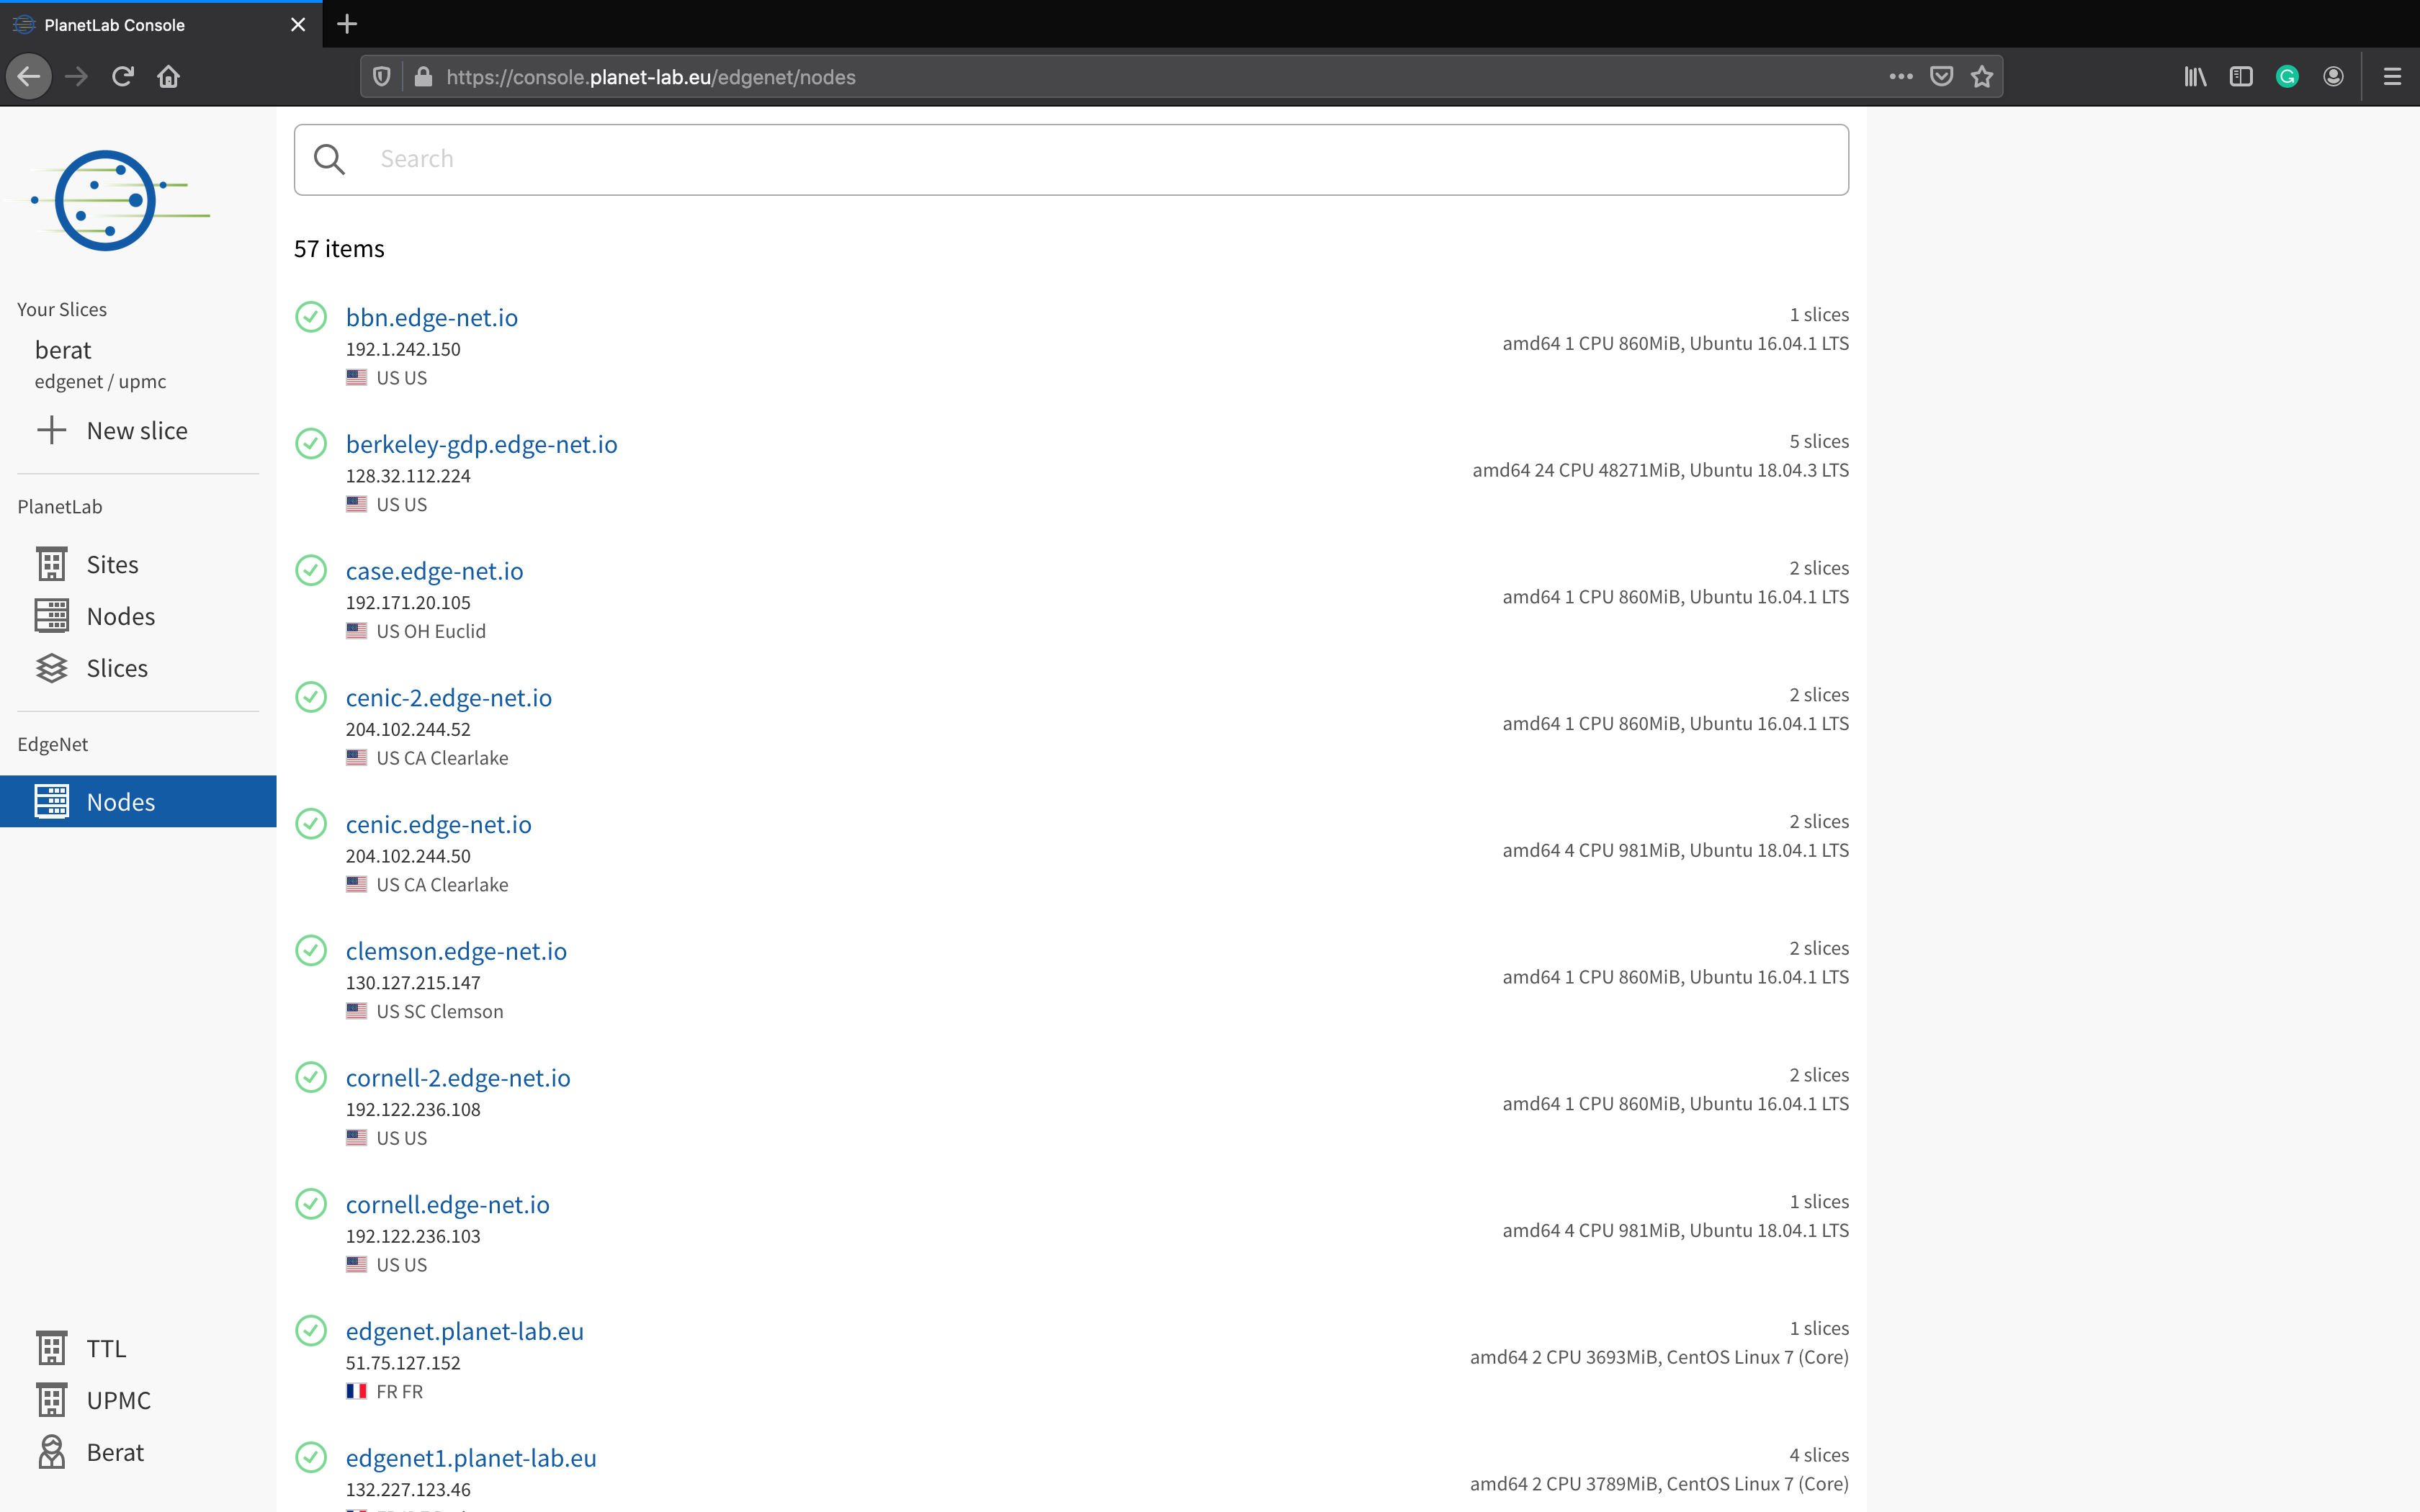 PlanetLab Console
https://console.planet-lab.eu/edgenet/nodes
Your Slices
berat
edgenet / upmc
New slice
PlanetLab
Sites
Nodes
Slices
EdgeNet
Nodes
TTL
UPMC
Berat
Search
57 items
bbn.edge-net.io
192.1.242.150
US US
1 slices
amd64 1 CPU 860MiB, Ubuntu 16.04.1 LTS
berkeley-gdp.edge-net.io
128.32.112.224
US US
5 slices
amd64 24 CPU 48271MiB, Ubuntu 18.04.3 LTS
case.edge-net.io
192.171.20.105
US OH Euclid
2 slices
amd64 1 CPU 860MiB, Ubuntu 16.04.1 LTS
cenic-2.edge-net.io
204.102.244.52
US CA Clearlake
2 slices
amd64 1 CPU 860MiB, Ubuntu 16.04.1 LTS
cenic.edge-net.io
204.102.244.50
US CA Clearlake
2 slices
amd64 4 CPU 981MiB, Ubuntu 18.04.1 LTS
clemson.edge-net.io
130.127.215.147
US SC Clemson
2 slices
amd64 1 CPU 860MiB, Ubuntu 16.04.1 LTS
cornell-2.edge-net.io
192.122.236.108
US US
2 slices
amd64 1 CPU 860MiB, Ubuntu 16.04.1 LTS
cornell.edge-net.io
192.122.236.103
US US
1 slices
amd64 4 CPU 981MiB, Ubuntu 18.04.1 LTS
edgenet.planet-lab.eu
51.75.127.152
FR FR
1 slices
amd64 2 CPU 3693MiB, CentOS Linux 7 (Core)
edgenet1.planet-lab.eu
132.227.123.46
4 slices
amd64 2 CPU 3789MiB, CentOS Linux 7 (Core)